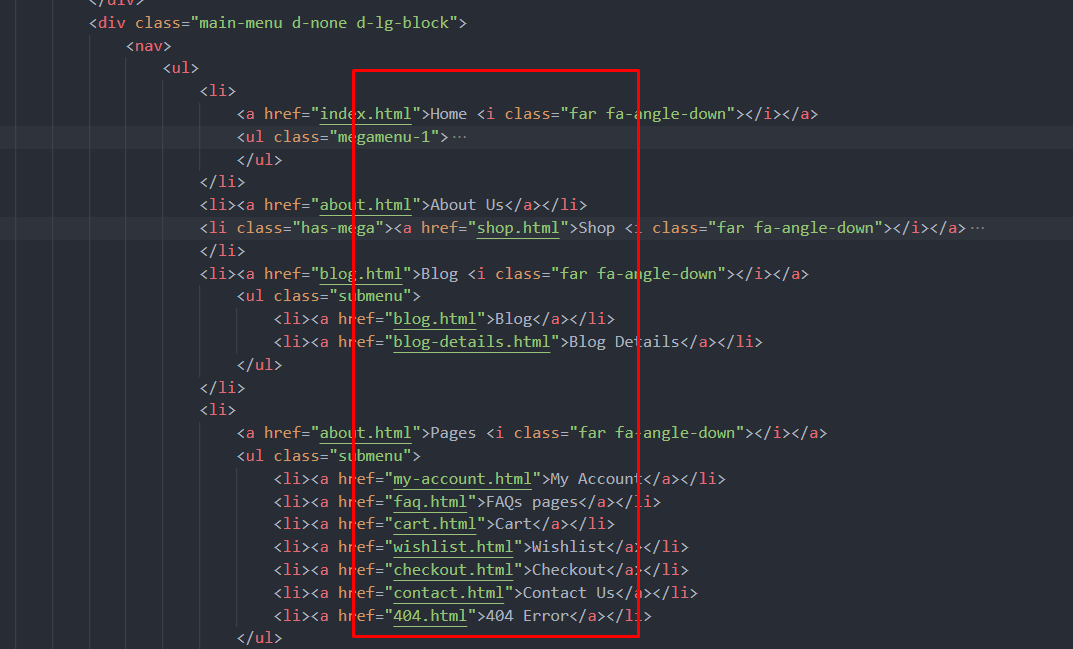 </div>
<div class="main-menu d-none d-lg-block">
<nav>
<ul>
<li>
<a href="index.html">Home <i class="far fa-angle-down"></i></a>
<ul class="megamenu-1">···
</ul>
</li>
<li><a href="about.html">About Us</a></li>
<li class="has-mega"><a href="shop.html">Shop <i class="far fa-angle-down"></i></a>···
</li>
<li><a href="blog.html">Blog <i class="far fa-angle-down"></i></a>
<ul class="submenu">
<li><a href="blog.html">Blog</a></li>
<li><a href="blog-details.html">Blog Details</a></li>
</ul>
</li>
<li>
<a href="about.html">Pages <i class="far fa-angle-down"></i></a>
<ul class="submenu">
<li><a href="my-account.html">My Account</a></li>
<li><a href="faq.html">FAQs pages</a></li>
<li><a href="cart.html">Cart</a></li>
<li><a href="wishlist.html">Wishlist</a></li>
<li><a href="checkout.html">Checkout</a></li>
<li><a href="contact.html">Contact Us</a></li>
<li><a href="404.html">404 Error</a></li>
</ul>